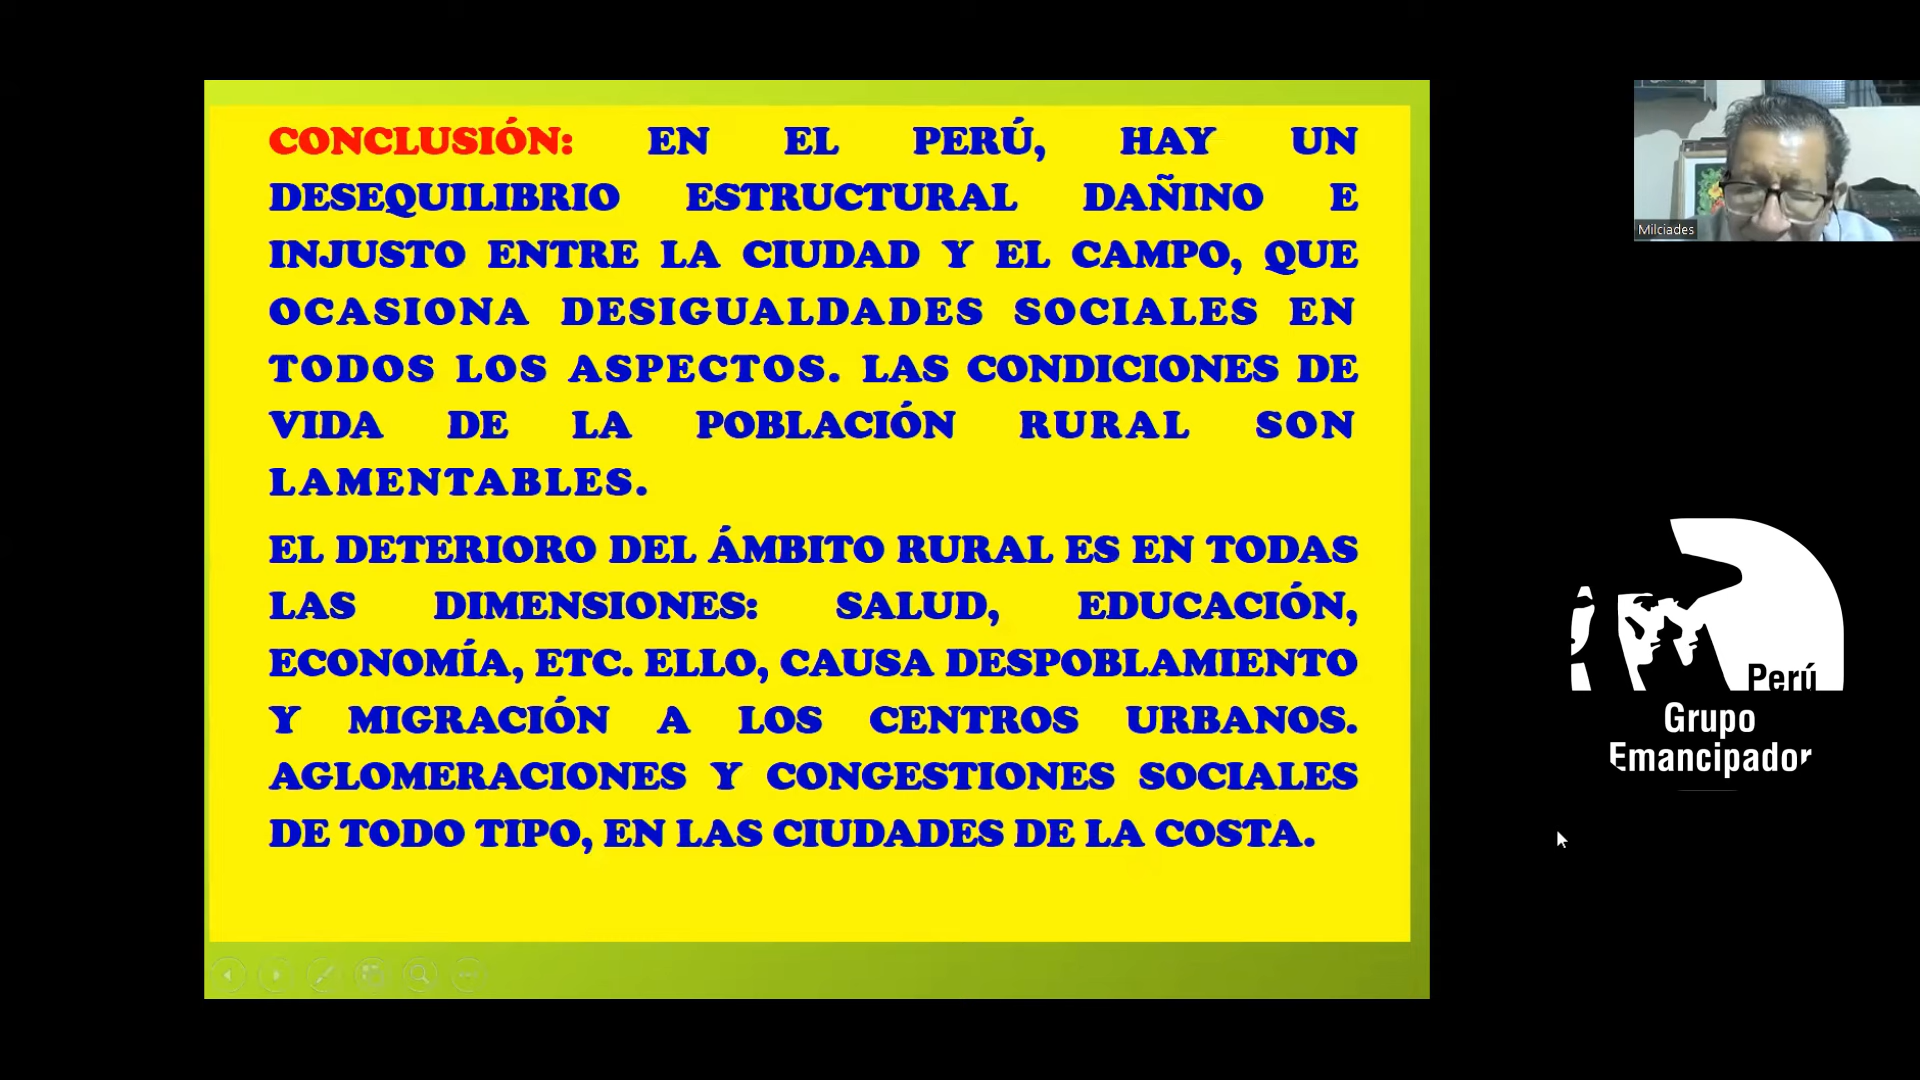 CONCLUSIÓN: EN EL PERÚ, HAY UN
DESEQUILIBRIO ESTRUCTURAL DAÑINO E
INJUSTO ENTRE LA CIUDAD Y EL CAMPO, QUE
OCASIONA DESIGUALDADES SOCIALES EN
TODOS LOS ASPECTOS. LAS CONDICIONES DE
VIDA DE LA POBLACIÓN RURAL SON
LAMENTABLES.
EL DETERIORO DEL ÁMBITO RURAL ES EN TODAS
LAS DIMENSIONES: SALUD, EDUCACIÓN,
ECONOMÍA, ETC. ELLO, CAUSA DESPOBLAMIENTO
Y MIGRACIÓN A LOS CENTROS URBANOS.
AGLOMERACIONES Y CONGESTIONES SOCIALES
DE TODO TIPO, EN LAS CIUDADES DE LA COSTA.
Milciades
Perú
Grupo
Emancipador